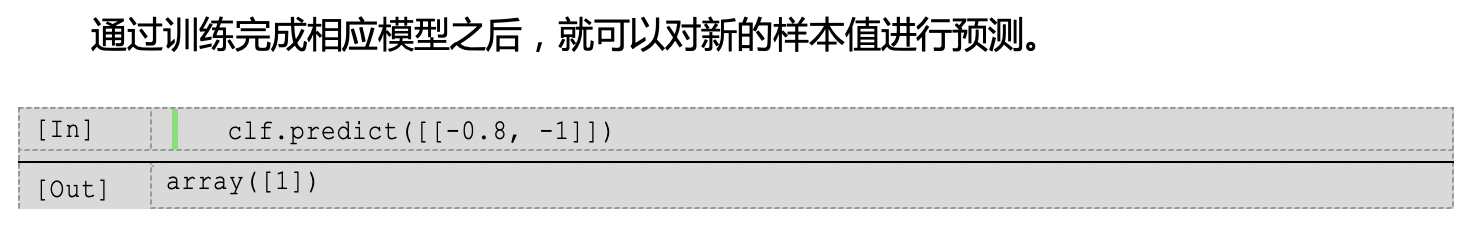 通过训练完成相应模型之后，就可以对新的样本值进行预测。
[In] clf.predict([[-0.8, -1]])
[Out] array([1])